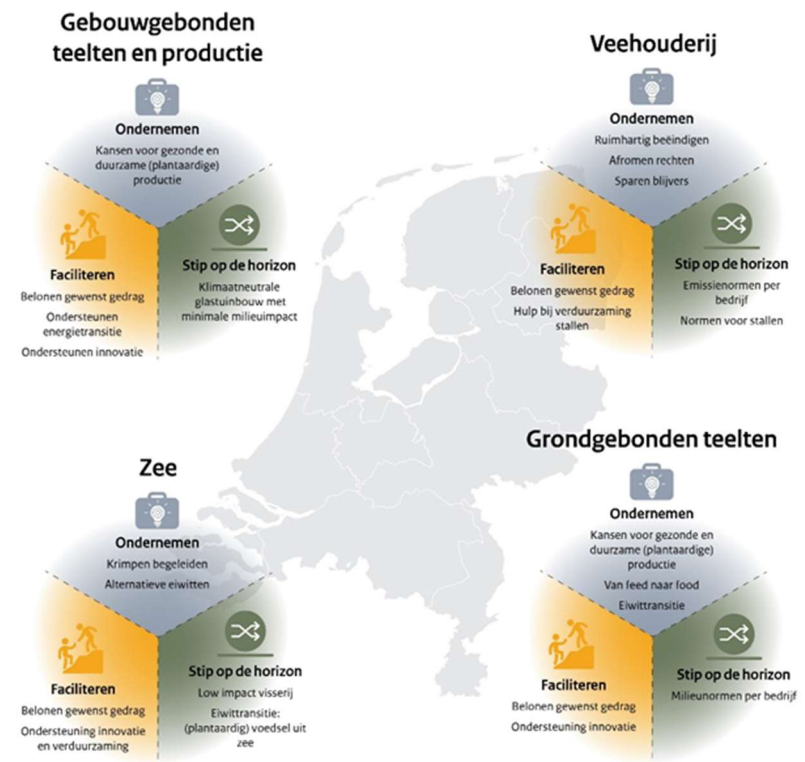 Gebouwgebonden
teelten en productie
Ondernemen
Kansen voor gezonde en
duurzame (plantaardige)
productie
Faciliteren
Belonen gewenst gedrag
Ondersteunen
energietransitie
Ondersteunen innovatie
Stip op de horizon
Klimaatneutrale
glastuinbouw met
minimale milieuimpact
Veehouderij
Ondernemen
Ruimhartig beëindigen
Afromen rechten
Sparen blijvers
Faciliteren
Belonen gewenst gedrag
Hulp bij verduurzaming
stallen
Stip op de horizon
Emissienormen per
bedrijf
Normen voor stallen
Zee
Ondernemen
Krimpen begeleiden
Alternatieve eiwitten
Faciliteren
Belonen gewenst gedrag
Ondersteuning innovatie
en verduurzaming
Stip op de horizon
Low impact visserij
Eiwittransitie:
(plantaardig) voedsel uit
zee
Grondgebonden teelten
Ondernemen
Kansen voor gezonde en
duurzame (plantaardige)
productie
Van feed naar food
Eiwittransitie
Faciliteren
Belonen gewenst gedrag
Ondersteuning innovatie
Stip op de horizon
Milieunormen per bedrijf